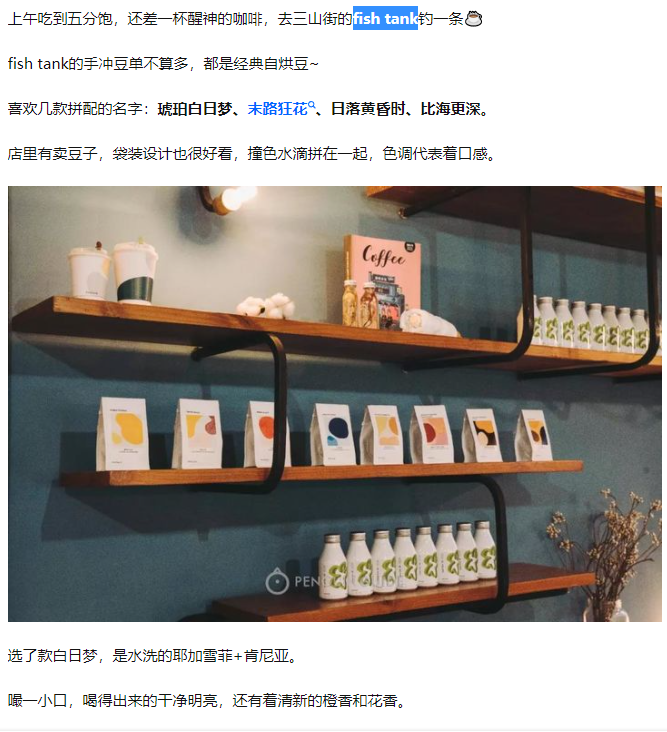 上午吃到五分饱，还差一杯醒神的咖啡，去三山街的fish tank钓一条
fish tank的手冲豆单不算多，都是经典自烘豆~
喜欢几款拼配的名字：琥珀白日梦、末路狂花、日落黄昏时、比海更深。
店里有卖豆子，袋装设计也很好看，撞色水滴拼在一起，色调代表着口感。
Coffee
选了款白日梦，是水洗的耶加雪菲+肯尼亚。
嘬一小口，喝得出来的干净明亮，还有着清新的橙香和花香。